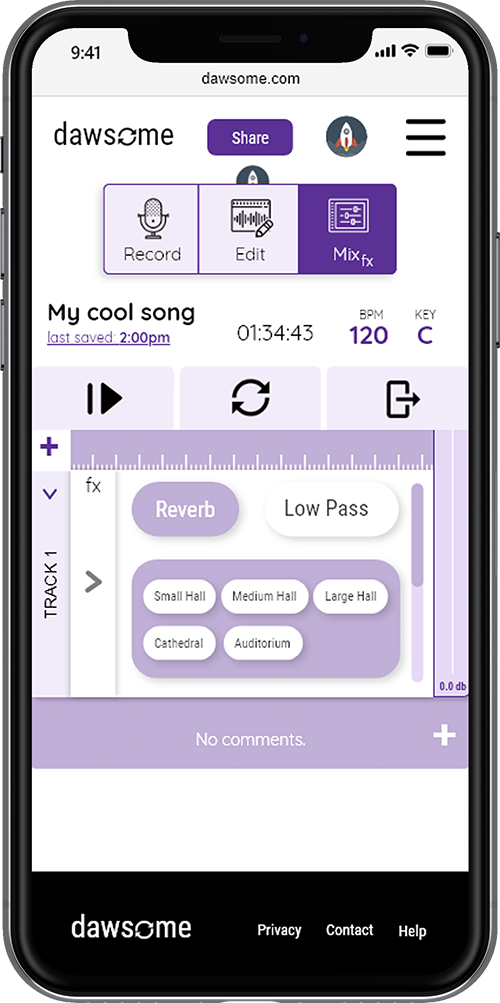 9:41
dawsome.com
dawsome
Share
Record
Edit
Mix fx
My cool song
last saved: 2:00pm
01:34:43
BPM
120
KEY
C
+
fx
Reverb
Low Pass
TRACK 1
Small Hall
Medium Hall
Large Hall
Cathedral
Auditorium
0.0 db
No comments.
+
dawsome
Privacy
Contact
Help